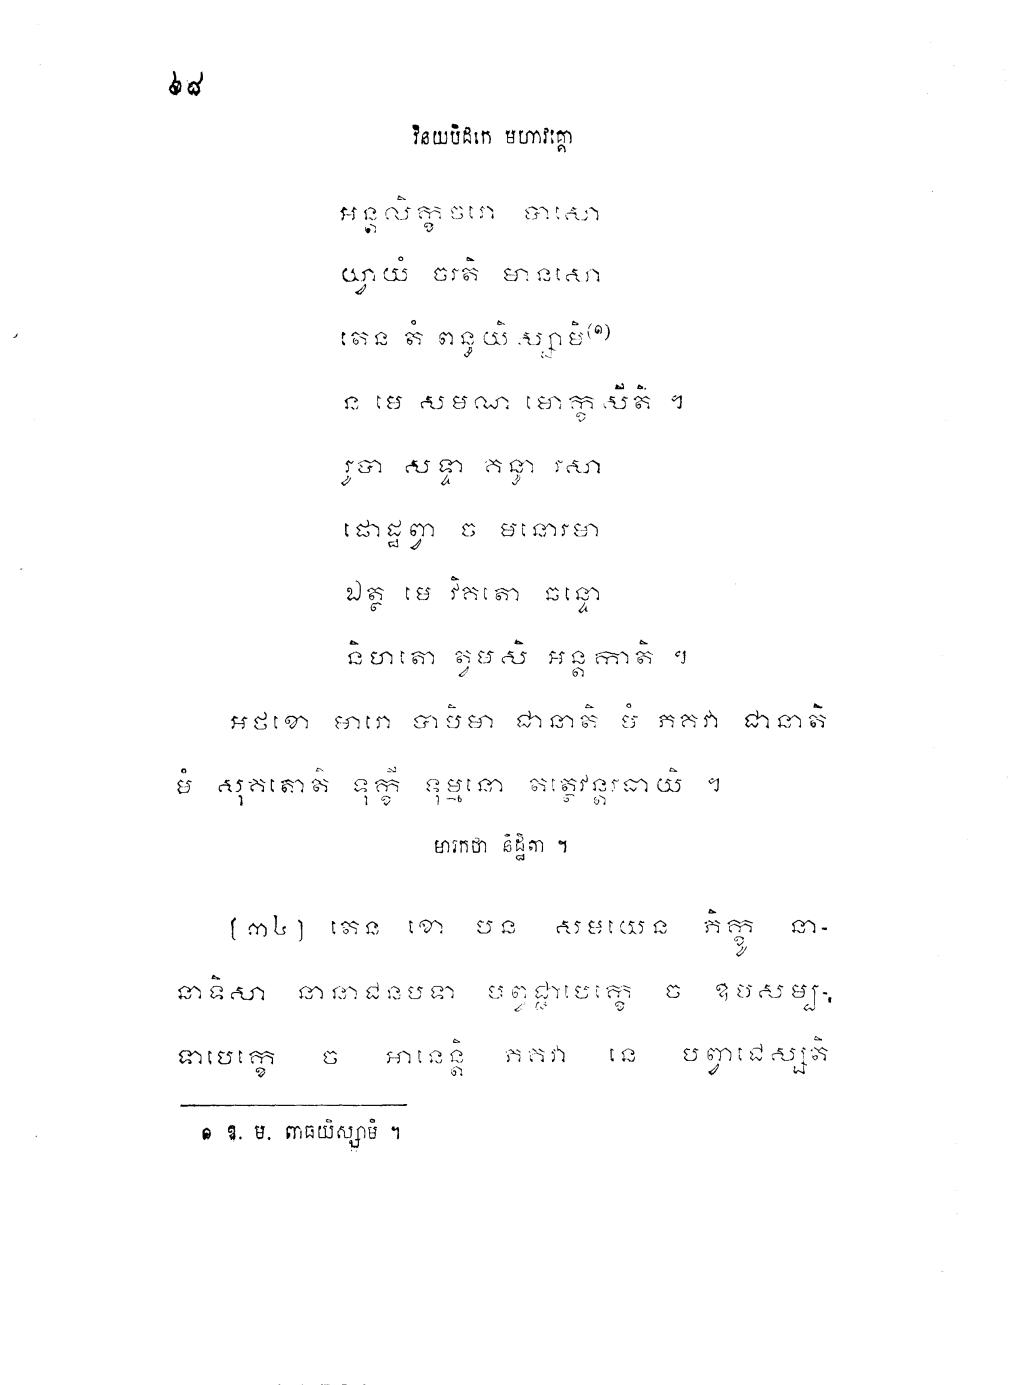 ៦៨
វិនយបិដកេ មហាវគ្គោ
អន្តលិក្ខចរោ បាសោ
យ្វាយំ ចរតិ មានសោ
តេន តំ ពន្ធយិស្សាមិ(១)
ន មេ សមណ មោក្ខសីតិ ។
រូបា សទ្ទា គន្ធា រសា
ផោដ្ឋព្វា ច មនោរមា
ឯត្ថ មេ វិគតោ ឆន្ទោ
និហតោ ត្វមសិ អន្តកាតិ ។
អថខោ មារោ បាបិមា ជានាតិ មំ ភគវា ជានាតិ
មំ សុគតោតិ ទុក្ខី ទុម្មនោ តត្ថេវន្តរធាយិ ។
មារកថា និដ្ឋិតា ។
[៣៤] តេន ខោ បន សមយេន ភិក្ខូ នា-
នាទិសា នានាជនបទា បព្វជ្ជាបេក្ខេ ច ឧបសម្ប-
ទាបេក្ខេ ច អានេន្តិ ភគវា នេ បព្វាជេស្សតិ
១ ឱ. ម. ពាធយិស្សាមិ ។